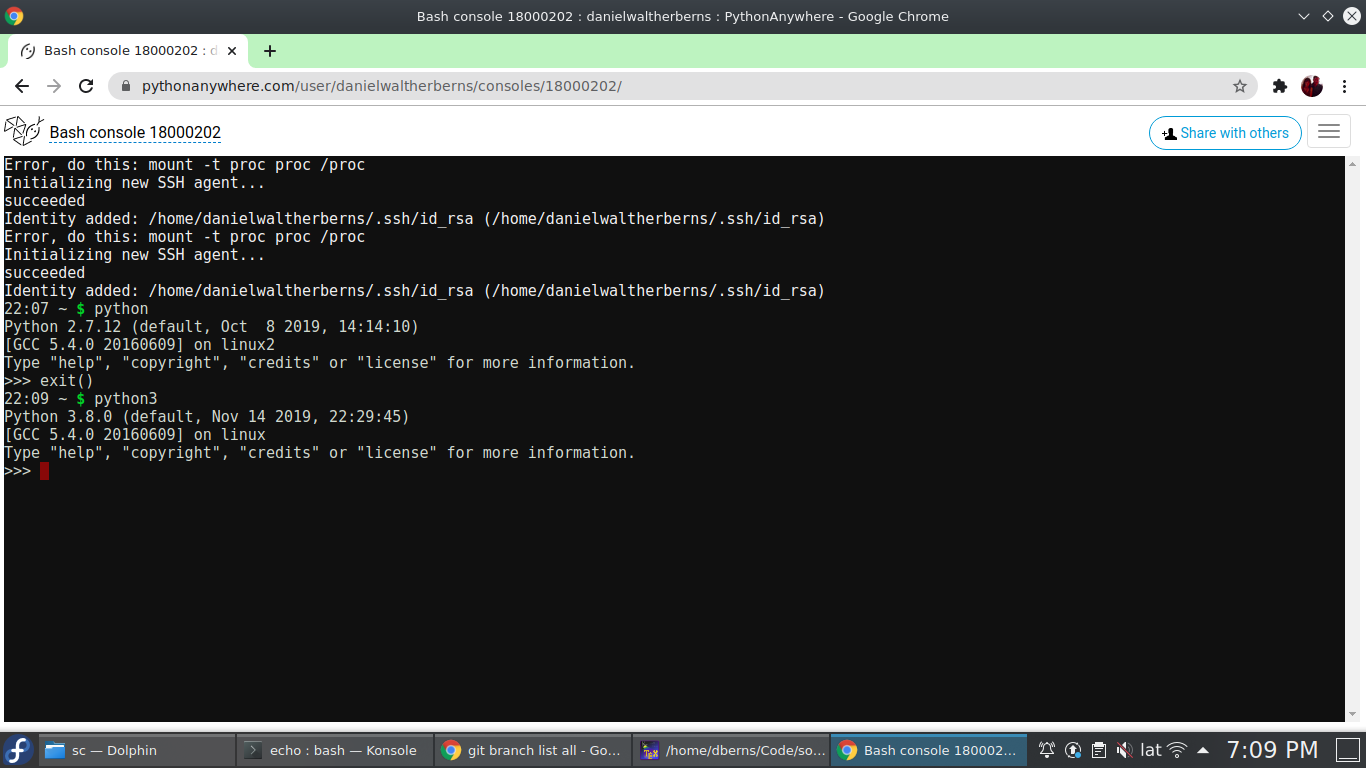 Bash console 18000202 : danielwaltherberns : PythonAnywhere - Google Chrome
Bash console 18000202 : d
pythonanywhere.com/user/danielwaltherberns/consoles/18000202/
Bash console 18000202
Share with others
Error, do this: mount -t proc proc /proc
Initializing new SSH agent...
succeeded
Identity added: /home/danielwaltherberns/.ssh/id_rsa (/home/danielwaltherberns/.ssh/id_rsa)
Error, do this: mount -t proc proc /proc
Initializing new SSH agent...
succeeded
Identity added: /home/danielwaltherberns/.ssh/id_rsa (/home/danielwaltherberns/.ssh/id_rsa)
22:07 ~ $ python
Python 2.7.12 (default, Oct  8 2019, 14:14:10)
[GCC 5.4.0 20160609] on linux2
Type "help", "copyright", "credits" or "license" for more information.
>>> exit()
22:09 ~ $ python3
Python 3.8.0 (default, Nov 14 2019, 22:29:45)
[GCC 5.4.0 20160609] on linux
Type "help", "copyright", "credits" or "license" for more information.
>>>
sc — Dolphin
echo : bash — Konsole
git branch list all - Go...
/home/dberns/Code/so...
Bash console 180002...
lat
7:09 PM